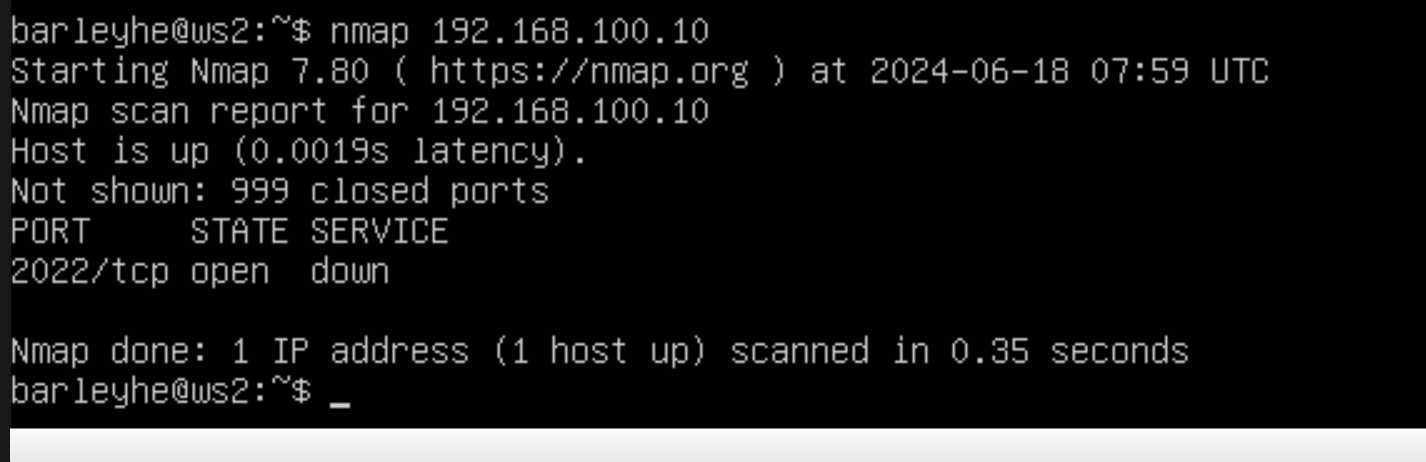 barleyhe@ws2:~$ nmap 192.168.100.10
Starting Nmap 7.80 ( https://nmap.org ) at 2024-06-18 07:59 UTC
Nmap scan report for 192.168.100.10
Host is up (0.0019s latency).
Not shown: 999 closed ports
PORT     STATE SERVICE
2022/tcp open  down
Nmap done: 1 IP address (1 host up) scanned in 0.35 seconds
barleyhe@ws2:~$ _